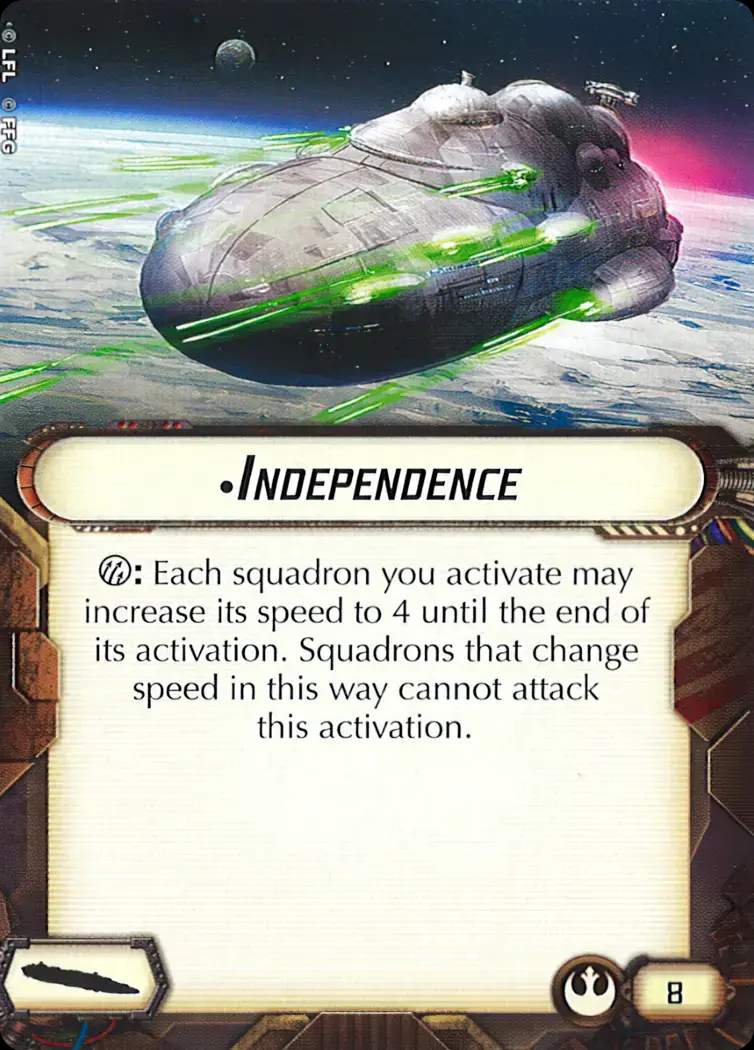 © LFL © FFG
•INDEPENDENCE
: Each squadron you activate may
increase its speed to 4 until the end of
its activation. Squadrons that change
speed in this way cannot attack
this activation.
8